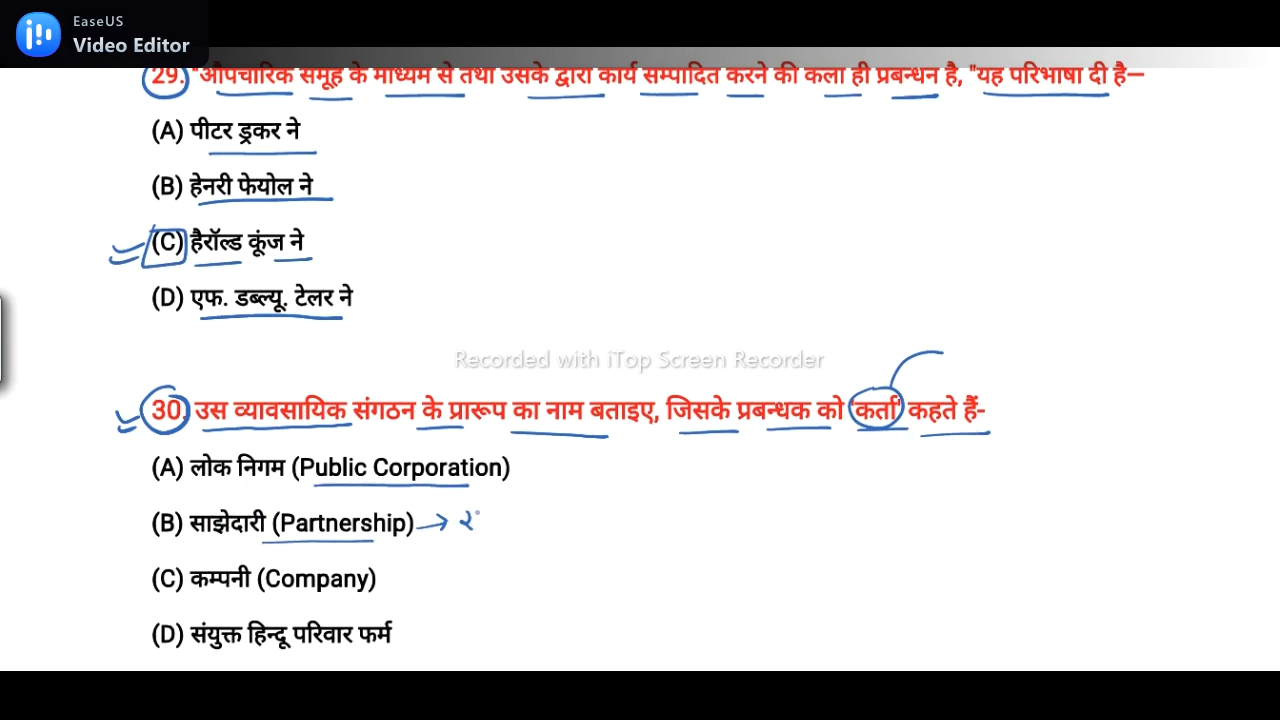 EaseUS
Video Editor
29. "औपचारिक समूह के माध्यम से तथा उसके द्वारा कार्य सम्पादित करने की कला ही प्रबन्धन है, "यह परिभाषा दी है–
(A) पीटर ड्रकर ने
(B) हेनरी फेयोल ने
(C) हैरॉल्ड कूंज ने
(D) एफ. डब्ल्यू. टेलर ने
Recorded with iTop Screen Recorder
30. उस व्यावसायिक संगठन के प्रारूप का नाम बताइए, जिसके प्रबन्धक को 'कर्ता' कहते हैं-
(A) लोक निगम (Public Corporation)
(B) साझेदारी (Partnership) →
(C) कम्पनी (Company)
(D) संयुक्त हिन्दू परिवार फर्म